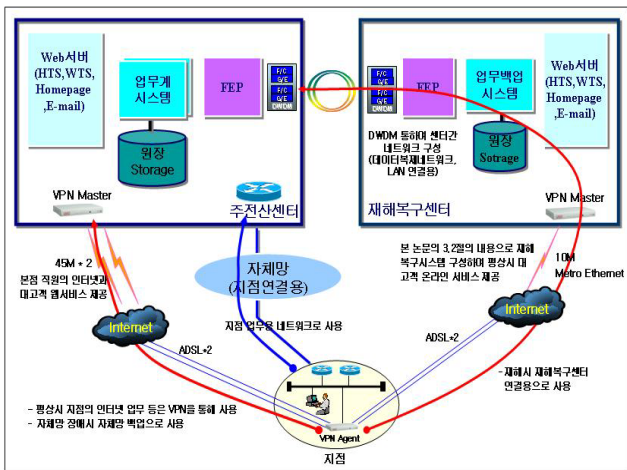 Web서버
(HTS,WTS,
Homepage
,E-mail)
업무계
시스템
FEP
F/C
G/E
DWDM
원장
Storage
VPN Master
주전산센터
F/C
G/E
DWDM
FEP
업무백업
시스템
Web서버
(HTS,WTS,
Homepage
,E-mail)
DWDM 통하여 센터간
네트워크 구성
(데이터복제네트워크,
LAN 연결용)
원장
Sotrage
VPN Master
재해복구센터
45M * 2
본점 직원의 인터넷과
대고객 웹서비스 제공
자체망
(지점연결용)
본 논문의 3,2절의 내용으로 재해
복구시스템 구성하며 평상시 대
고객 온라인 서비스 제공
10M
Metro Ethernet
Internet
지점 업무용 네트워크로 사용
Internet
ADSL*2
ADSL*2
- 재해시 재해복구센터
연결용으로 사용
- 평상시 지점의 인터넷 업무 등은 VPN을 통해 사용
- 자체망 장애시 자체망 백업으로 사용
VPN Agent
지점